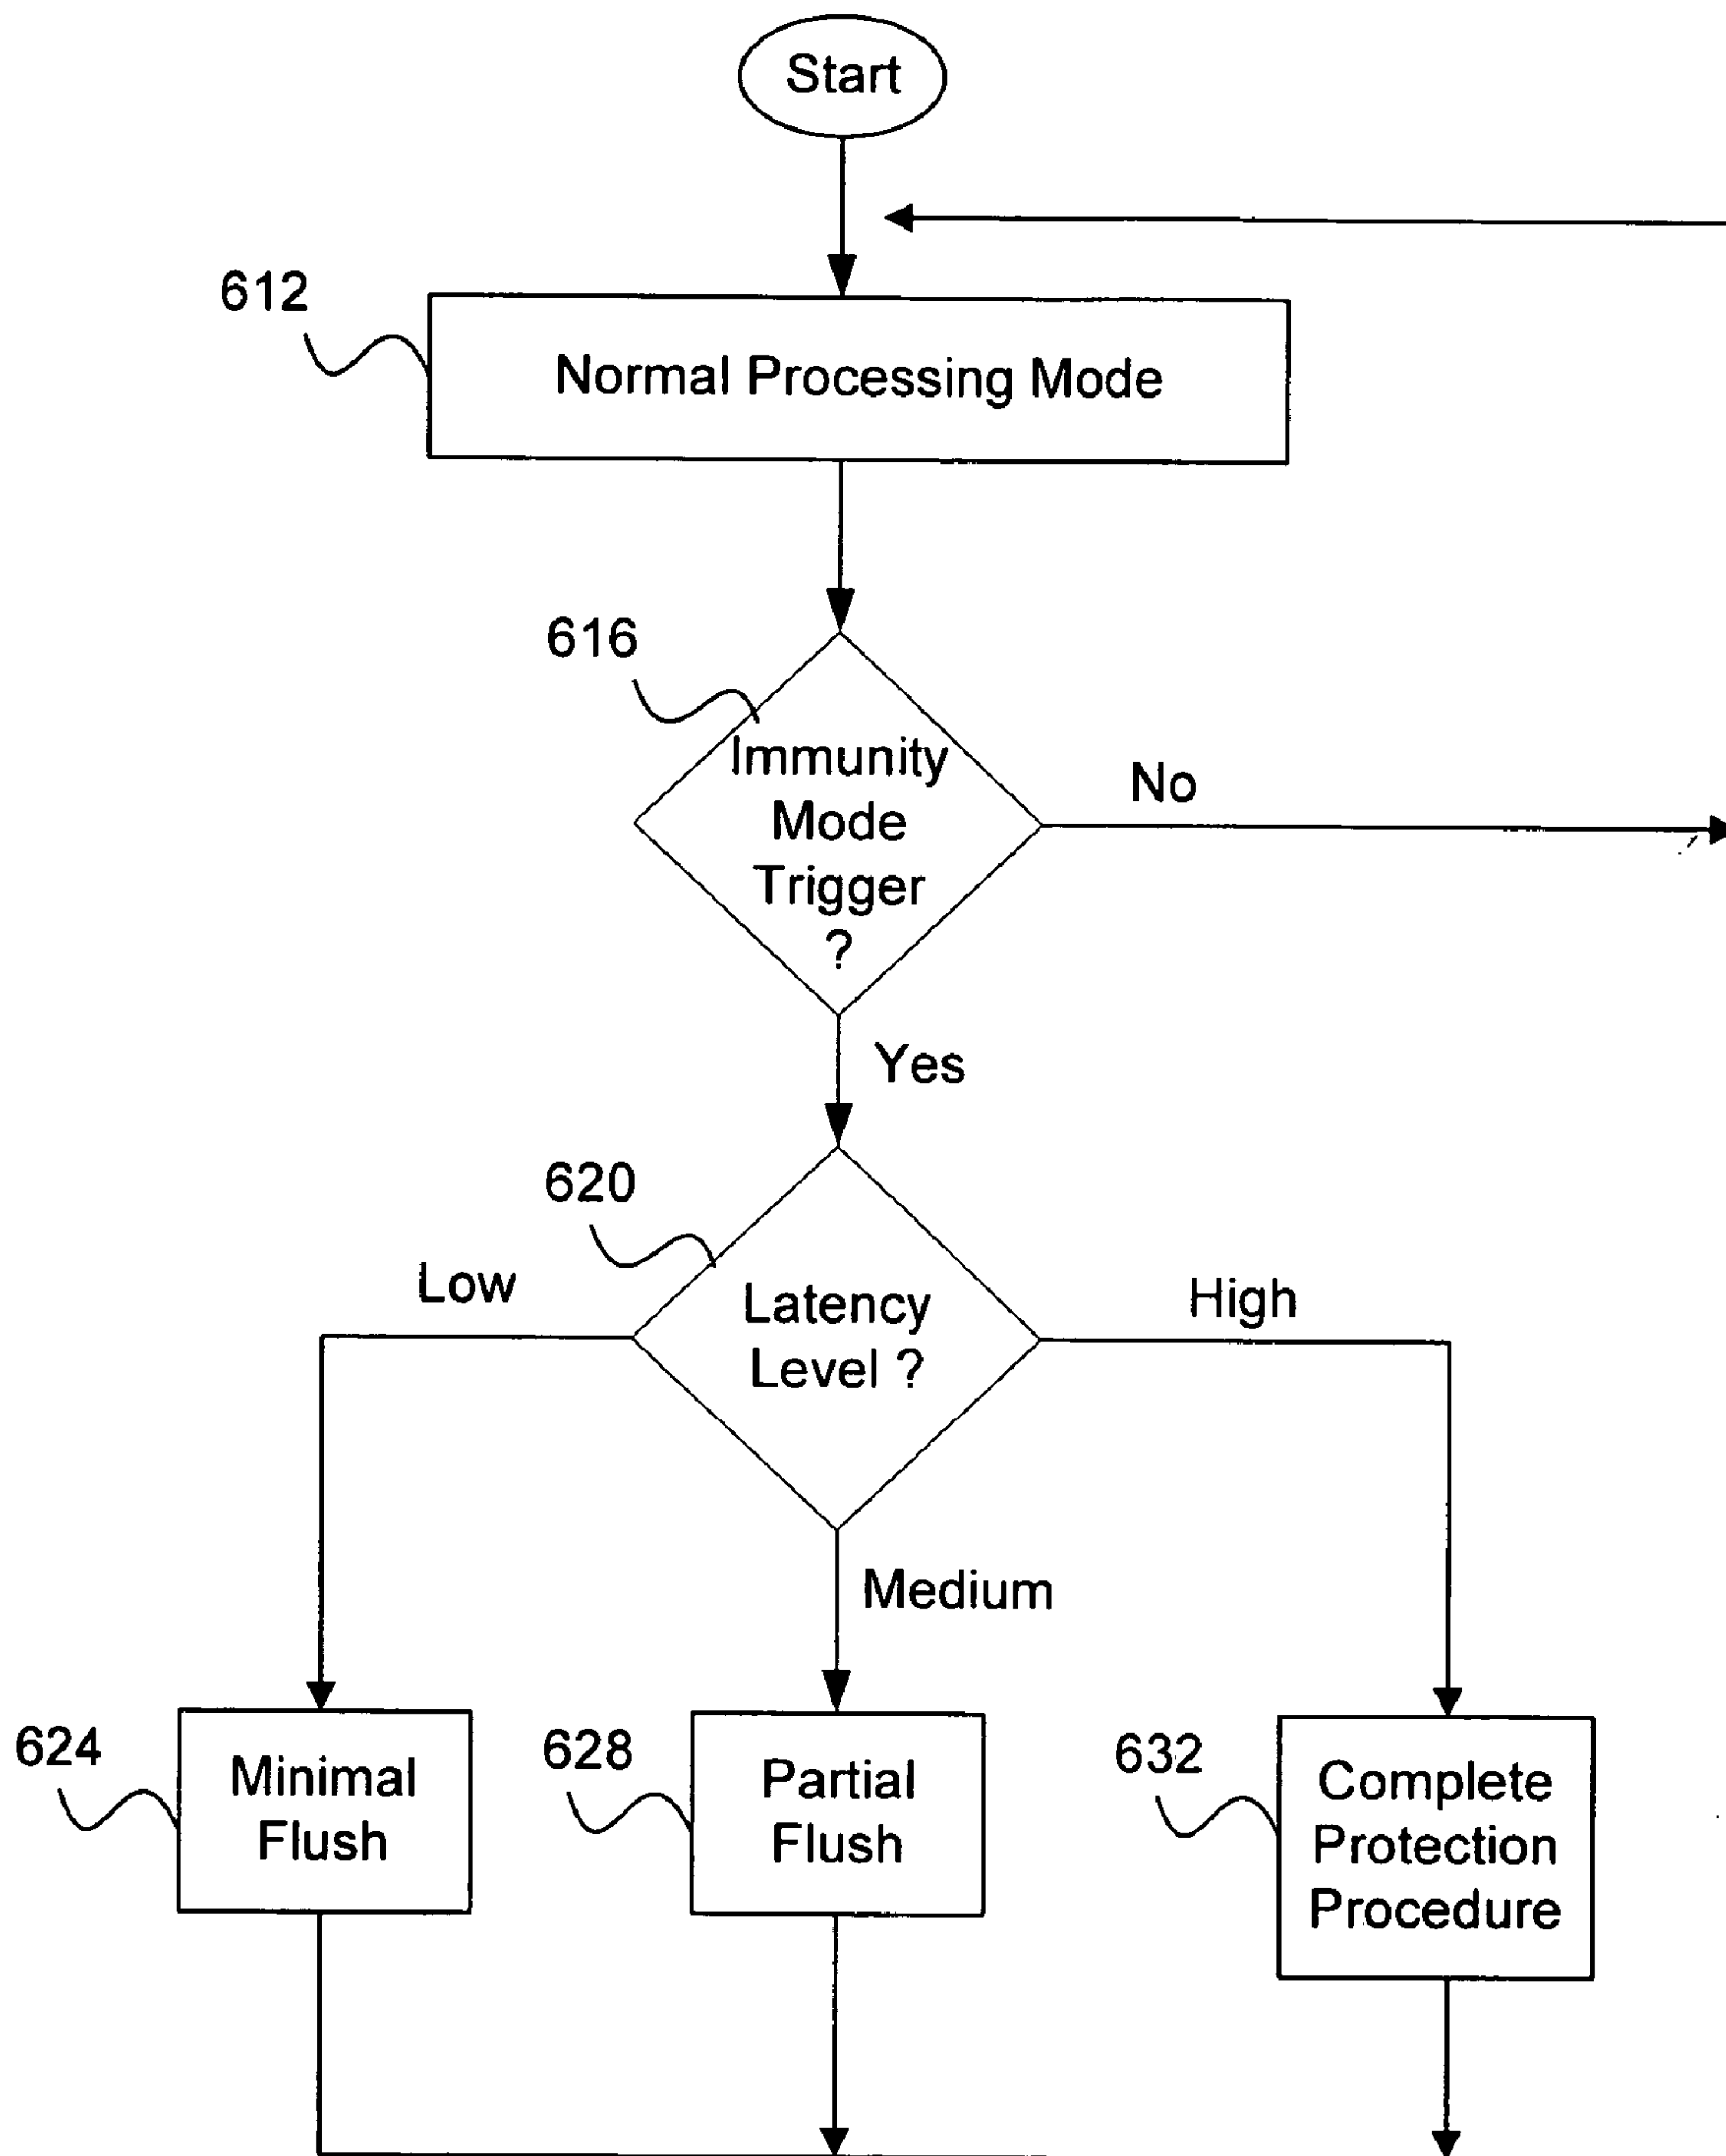 Start
612
Normal Processing Mode
616
Immunity
Mode
Trigger
?
No
Yes
620
Low
Latency
Level ?
High
Medium
624
Minimal
Flush
628
Partial
Flush
632
Complete
Protection
Procedure